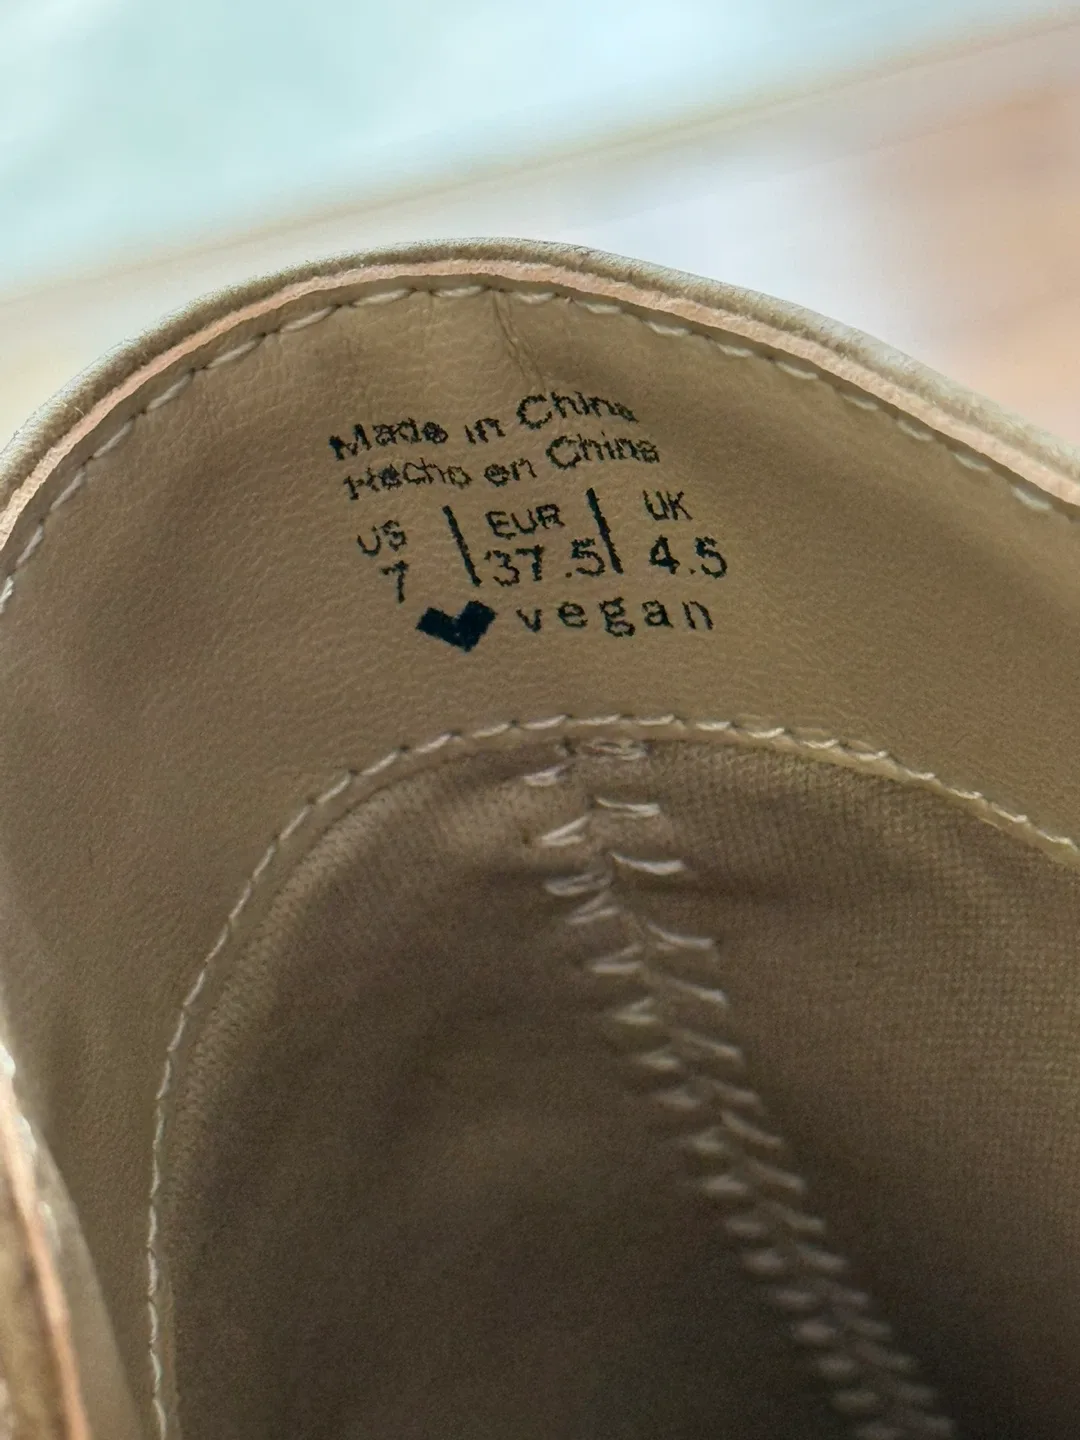 Made in China
Hecho en China
US | EUR | UK
7 | 37.5 | 4.5
vegan